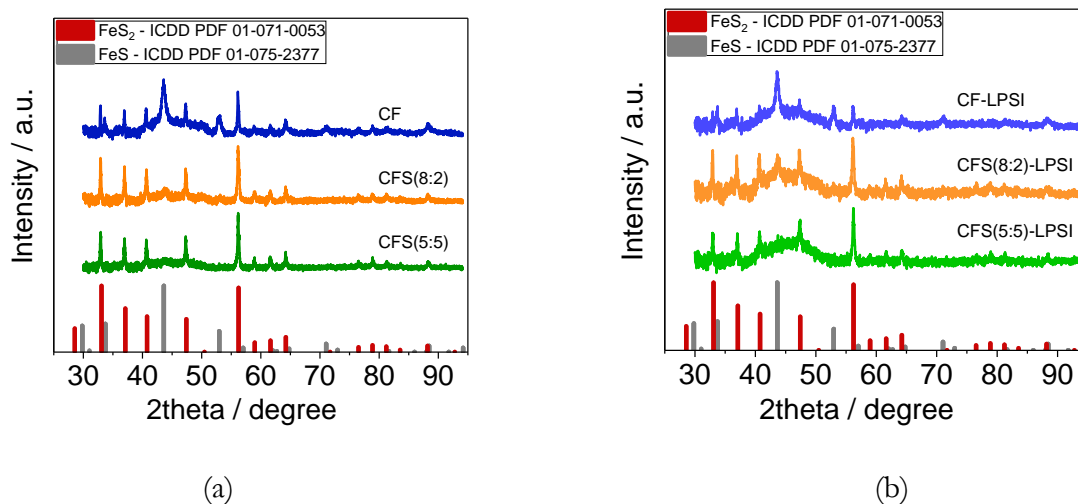 FeS₂ - ICDD PDF 01-071-0053
FeS - ICDD PDF 01-075-2377
CF
CFS(8:2)
CFS(5:5)
Intensity / a.u.
30 40 50 60 70 80 90
2theta / degree
(a)
FeS₂ - ICDD PDF 01-071-0053
FeS - ICDD PDF 01-075-2377
CF-LPSI
CFS(8:2)-LPSI
CFS(5:5)-LPSI
Intensity / a.u.
30 40 50 60 70 80 90
2theta / degree
(b)